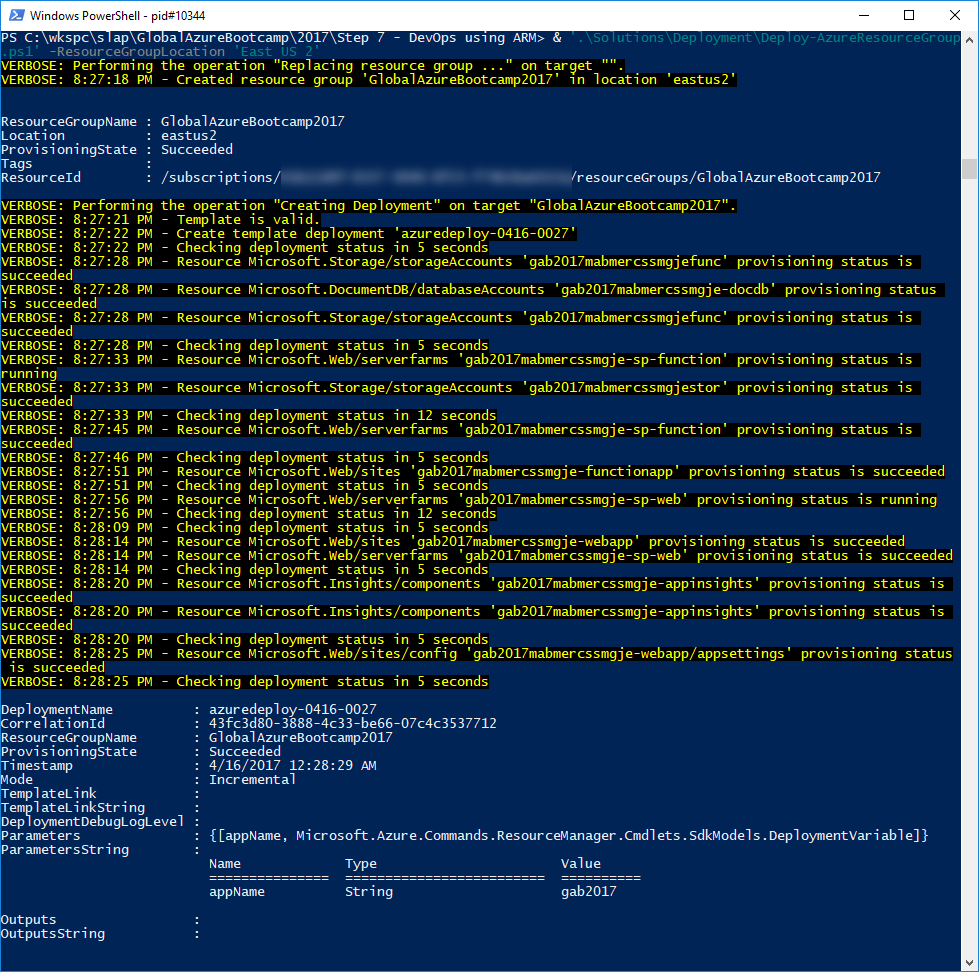 Windows PowerShell - pid#10344
PS C:\wkspc\slap\GlobalAzureBootcamp\2017\Step 7 - DevOps using ARM> & '.\Solutions\Deployment\Deploy-AzureResourceGroup
.ps1' -ResourceGroupLocation 'East US 2'
VERBOSE: Performing the operation "Replacing resource group ..." on target "".
VERBOSE: 8:27:18 PM - Created resource group 'GlobalAzureBootcamp2017' in location 'eastus2'
ResourceGroupName : GlobalAzureBootcamp2017
Location          : eastus2
ProvisioningState : Succeeded
Tags              :
ResourceId        : /subscriptions/ /resourceGroups/GlobalAzureBootcamp2017
VERBOSE: Performing the operation "Creating Deployment" on target "GlobalAzureBootcamp2017".
VERBOSE: 8:27:21 PM - Template is valid.
VERBOSE: 8:27:22 PM - Create template deployment 'azuredeploy-0416-0027'
VERBOSE: 8:27:22 PM - Checking deployment status in 5 seconds
VERBOSE: 8:27:28 PM - Resource Microsoft.Storage/storageAccounts 'gab2017mabmercssmgjefunc' provisioning status is
succeeded
VERBOSE: 8:27:28 PM - Resource Microsoft.DocumentDB/databaseAccounts 'gab2017mabmercssmgje-docdb' provisioning status
is succeeded
VERBOSE: 8:27:28 PM - Resource Microsoft.Storage/storageAccounts 'gab2017mabmercssmgjefunc' provisioning status is
succeeded
VERBOSE: 8:27:28 PM - Checking deployment status in 5 seconds
VERBOSE: 8:27:33 PM - Resource Microsoft.Web/serverfarms 'gab2017mabmercssmgje-sp-function' provisioning status is
running
VERBOSE: 8:27:33 PM - Resource Microsoft.Storage/storageAccounts 'gab2017mabmercssmgjestor' provisioning status is
succeeded
VERBOSE: 8:27:33 PM - Checking deployment status in 12 seconds
VERBOSE: 8:27:45 PM - Resource Microsoft.Web/serverfarms 'gab2017mabmercssmgje-sp-function' provisioning status is
succeeded
VERBOSE: 8:27:46 PM - Checking deployment status in 5 seconds
VERBOSE: 8:27:51 PM - Resource Microsoft.Web/sites 'gab2017mabmercssmgje-functionapp' provisioning status is succeeded
VERBOSE: 8:27:51 PM - Checking deployment status in 5 seconds
VERBOSE: 8:27:56 PM - Resource Microsoft.Web/serverfarms 'gab2017mabmercssmgje-sp-web' provisioning status is running
VERBOSE: 8:27:56 PM - Checking deployment status in 12 seconds
VERBOSE: 8:28:09 PM - Checking deployment status in 5 seconds
VERBOSE: 8:28:14 PM - Resource Microsoft.Web/sites 'gab2017mabmercssmgje-webapp' provisioning status is succeeded
VERBOSE: 8:28:14 PM - Resource Microsoft.Web/serverfarms 'gab2017mabmercssmgje-sp-web' provisioning status is succeeded
VERBOSE: 8:28:14 PM - Checking deployment status in 5 seconds
VERBOSE: 8:28:20 PM - Resource Microsoft.Insights/components 'gab2017mabmercssmgje-appinsights' provisioning status is
succeeded
VERBOSE: 8:28:20 PM - Resource Microsoft.Insights/components 'gab2017mabmercssmgje-appinsights' provisioning status is
succeeded
VERBOSE: 8:28:20 PM - Checking deployment status in 5 seconds
VERBOSE: 8:28:25 PM - Resource Microsoft.Web/sites/config 'gab2017mabmercssmgje-webapp/appsettings' provisioning status
is succeeded
VERBOSE: 8:28:25 PM - Checking deployment status in 5 seconds
DeploymentName          : azuredeploy-0416-0027
CorrelationId           : 43fc3d80-3888-4c33-be66-07c4c3537712
ResourceGroupName       : GlobalAzureBootcamp2017
ProvisioningState       : Succeeded
Timestamp               : 4/16/2017 12:28:29 AM
Mode                    : Incremental
TemplateLink            :
TemplateLinkString      :
DeploymentDebugLogLevel :
Parameters              : {[appName, Microsoft.Azure.Commands.ResourceManager.Cmdlets.SdkModels.DeploymentVariable]}
ParametersString        :
Name             Type                       Value
===============  =========================  ==========
appName          String                     gab2017
Outputs                 :
OutputsString           :